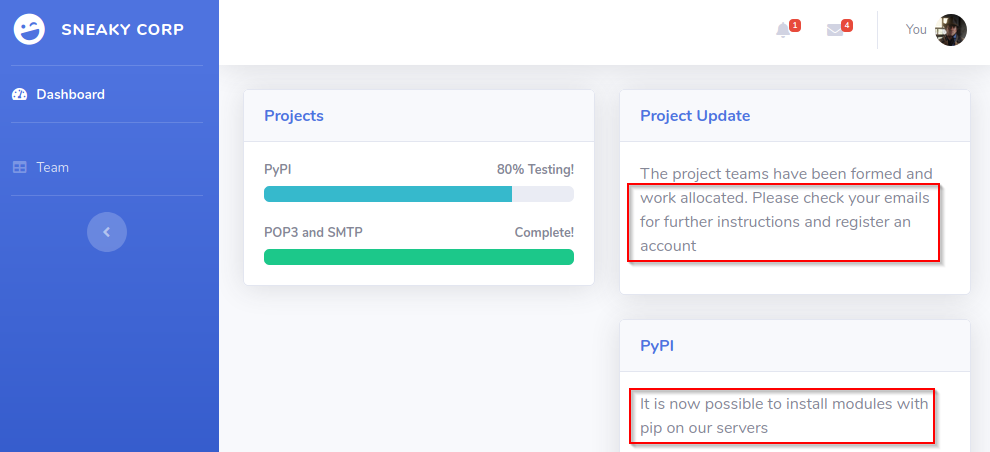 SNEAKY CORP
1
4
You
Dashboard
Team
Projects
PyPI 80% Testing!
POP3 and SMTP Complete!
Project Update
The project teams have been formed and
work allocated. Please check your emails
for further instructions and register an
account
PyPI
It is now possible to install modules with
pip on our servers